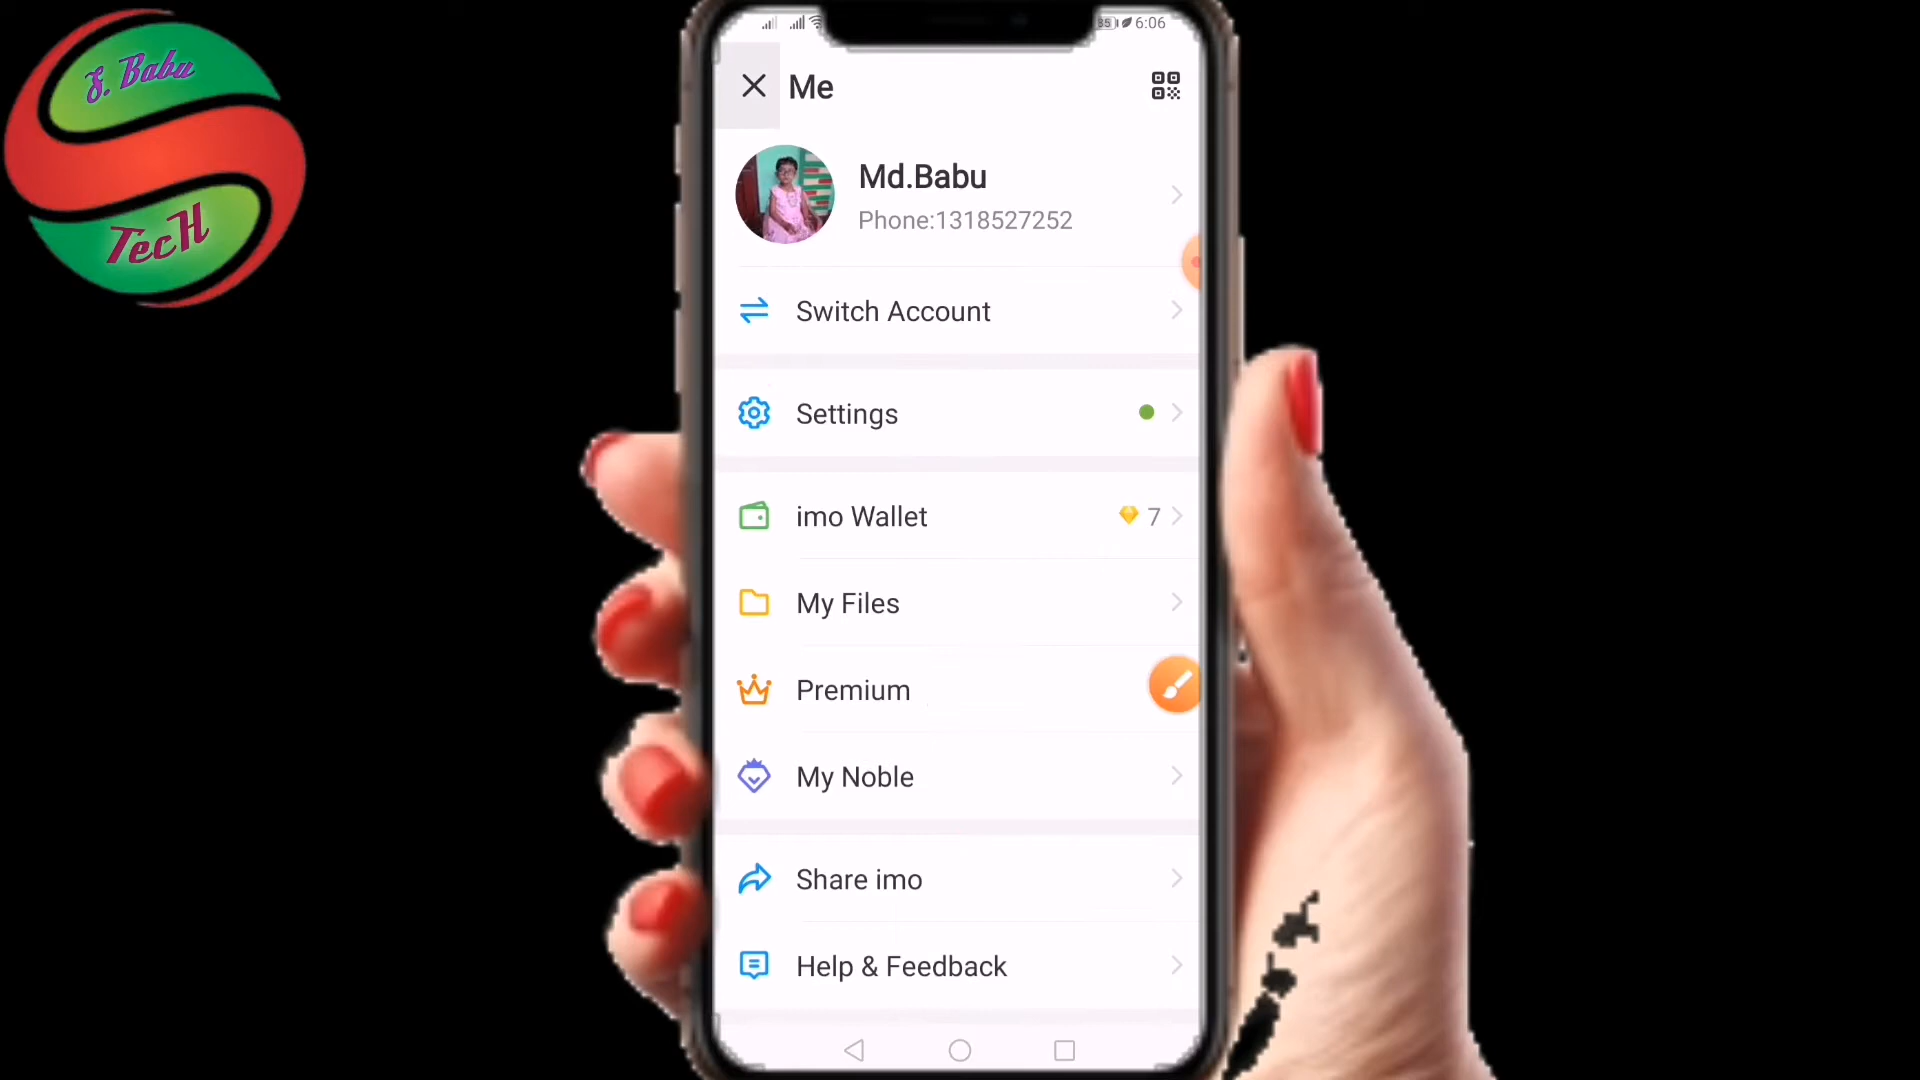 S. Babu
TecH
85 6:06
Me
Md.Babu
Phone:1318527252
Switch Account
Settings
imo Wallet
7
My Files
Premium
My Noble
Share imo
Help & Feedback